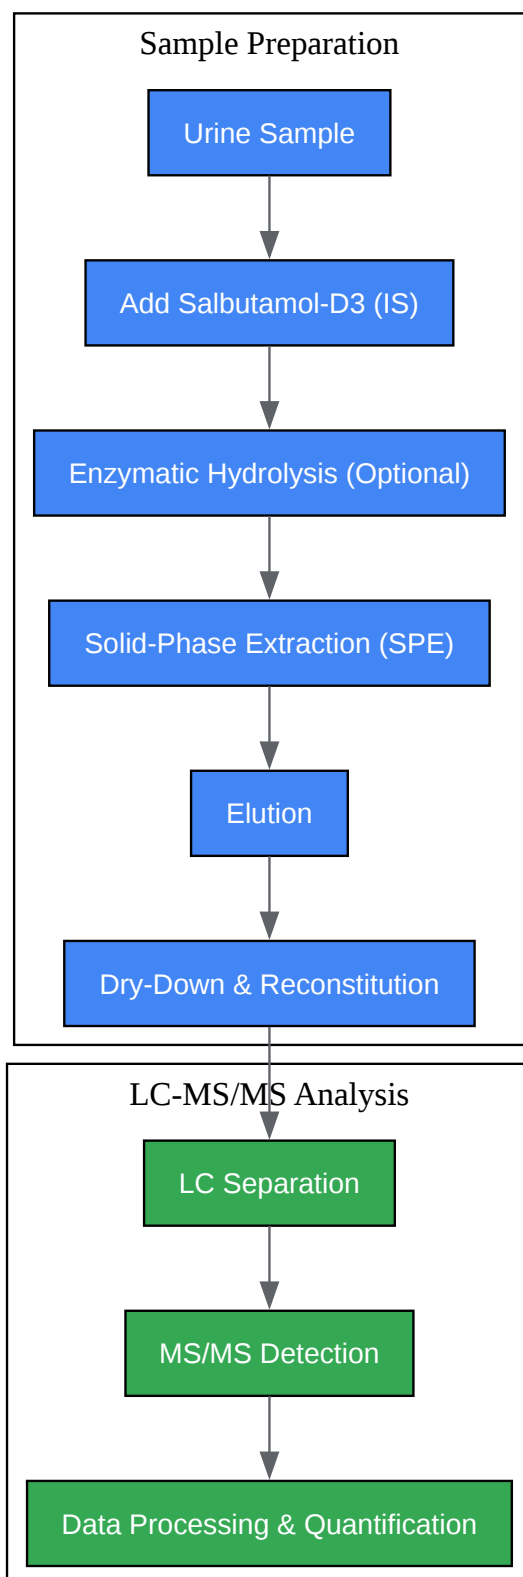 Sample Preparation
Urine Sample
Add Salbutamol-D3 (IS)
Enzymatic Hydrolysis (Optional)
Solid-Phase Extraction (SPE)
Elution
Dry-Down & Reconstitution
LC-MS/MS Analysis
LC Separation
MS/MS Detection
Data Processing & Quantification